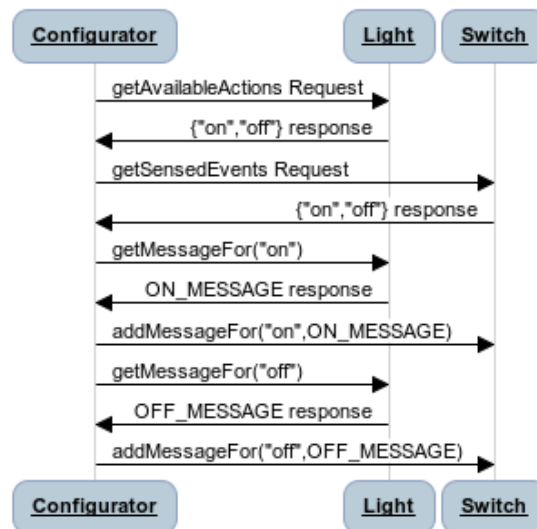 Configurator Light Switch
getAvailableActions Request
{"on","off"} response
getSensedEvents Request
{"on","off"} response
getMessageFor("on")
ON_MESSAGE response
addMessageFor("on",ON_MESSAGE)
getMessageFor("off")
OFF_MESSAGE response
addMessageFor("off",OFF_MESSAGE)
Configurator Light Switch